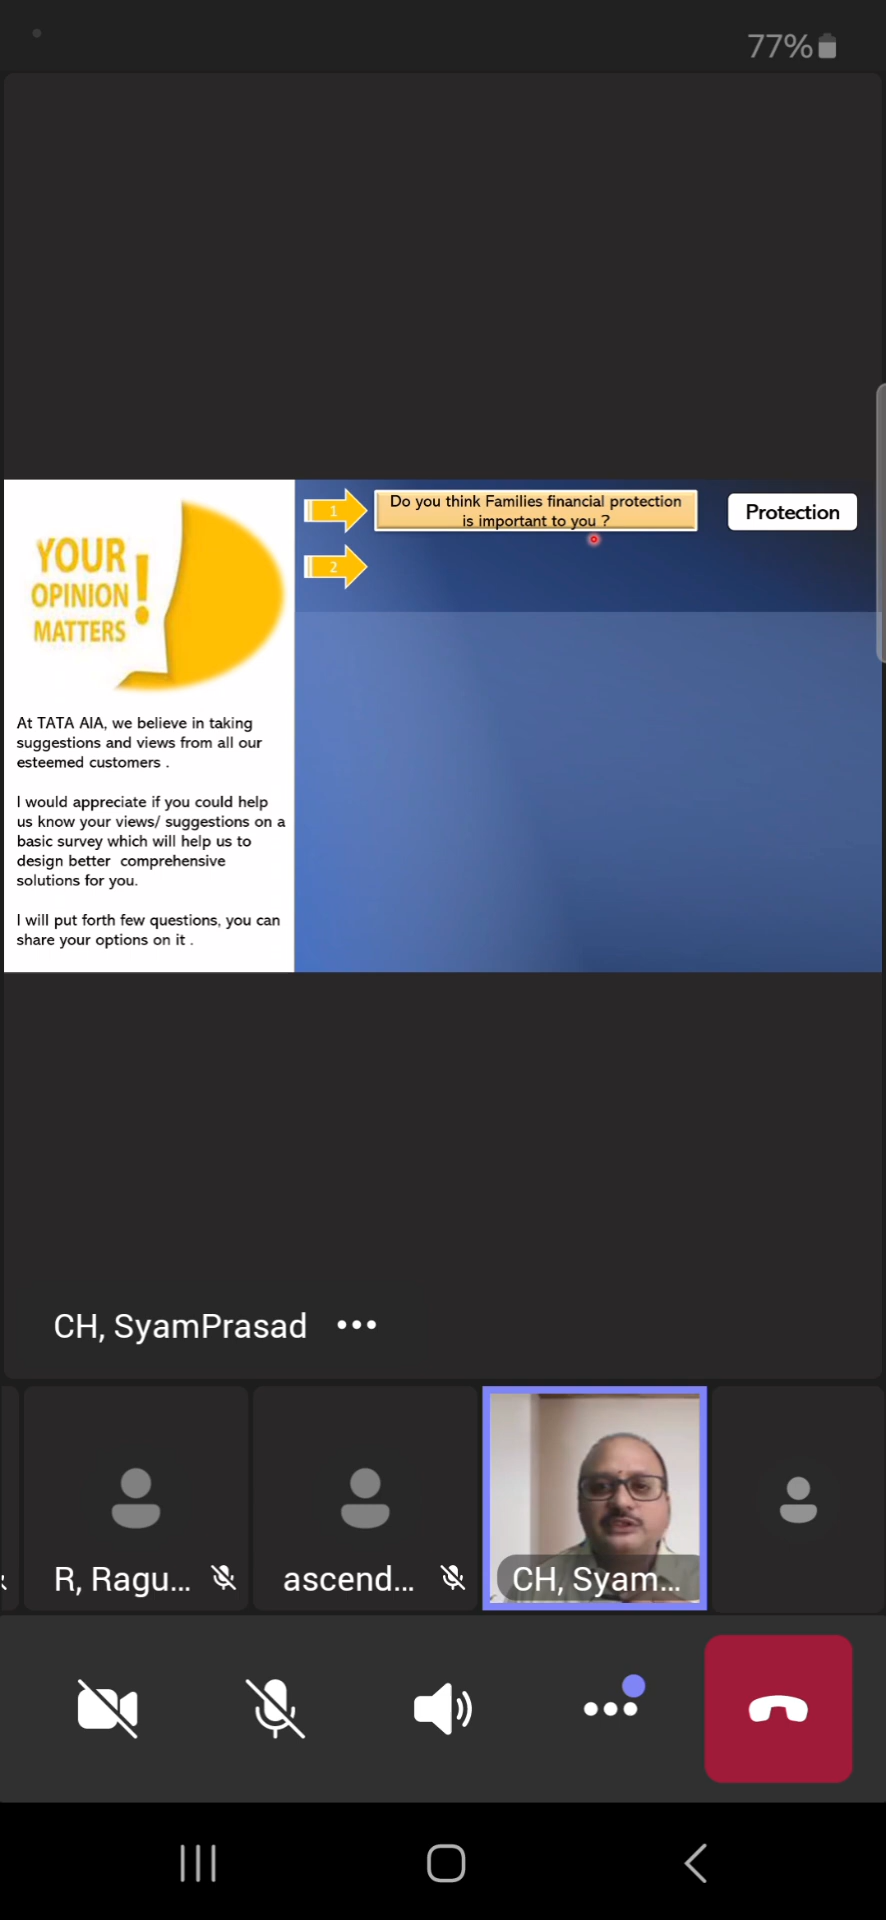 77%
YOUR
OPINION
MATTERS
!
At TATA AIA, we believe in taking
suggestions and views from all our
esteemed customers .
I would appreciate if you could help
us know your views/ suggestions on a
basic survey which will help us to
design better  comprehensive
solutions for you.
I will put forth few questions, you can
share your options on it .
1
Do you think Families financial protection
is important to you ?
Protection
2
CH, SyamPrasad
R, Ragu...
ascend...
CH, Syam...